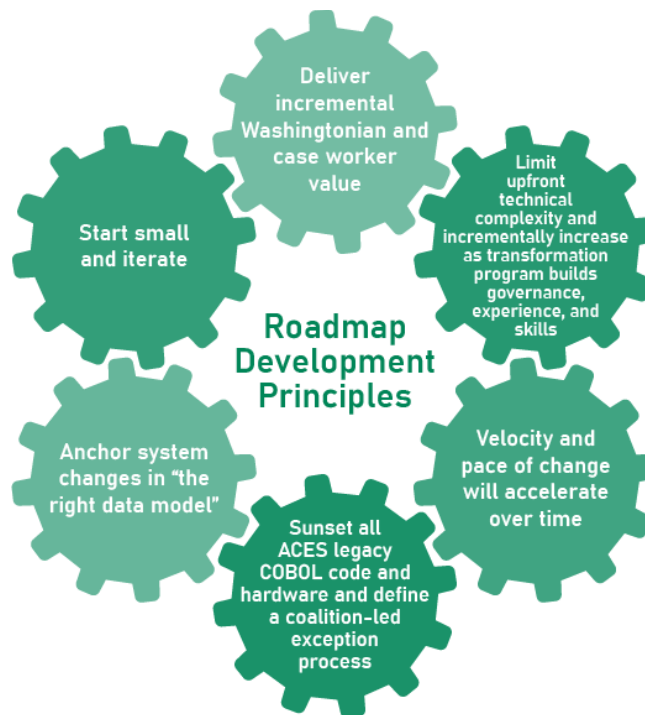 Deliver
incremental
Washingtonian and
case worker
value
Start small
and iterate
Limit
upfront
technical
complexity and
incrementally increase
as transformation
program builds
governance,
experience, and
skills
Roadmap
Development
Principles
Anchor system
changes in “the
right data model”
Velocity and
pace of change
will accelerate
over time
Sunset all
ACES legacy
COBOL code and
hardware and define
a coalition-led
exception
process